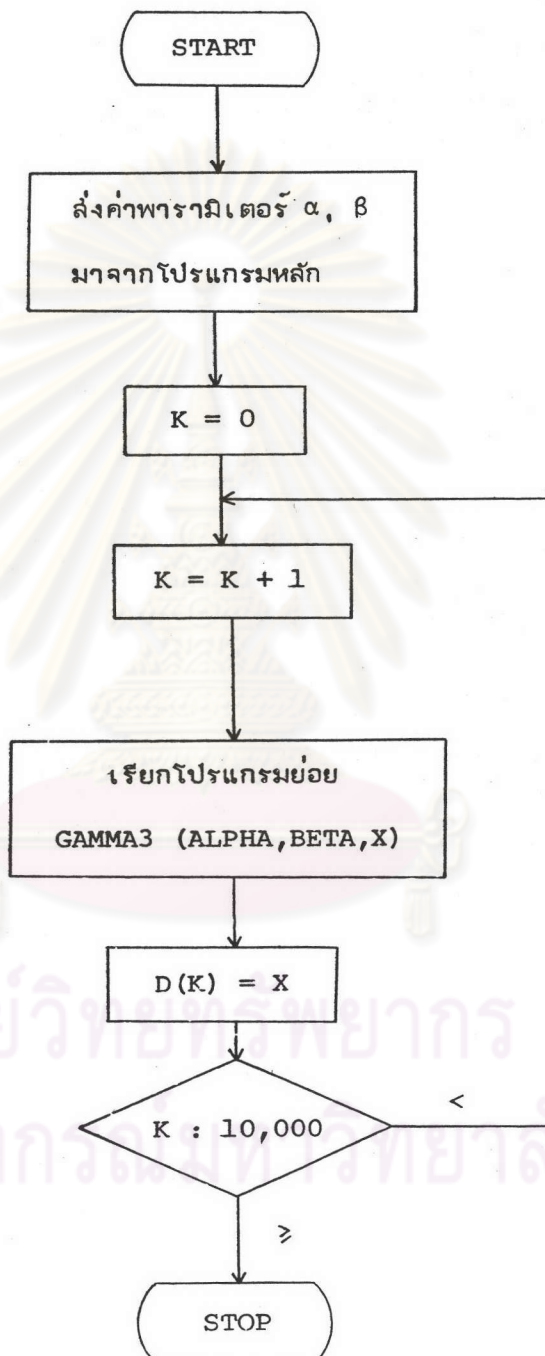 START
ส่งค่าพารามิเตอร์ α, β
มาจากโปรแกรมหลัก
K = 0
K = K + 1
เรียกโปรแกรมย่อย
GAMMA3 (ALPHA,BETA,X)
D(K) = X
K : 10,000
<
≥
STOP